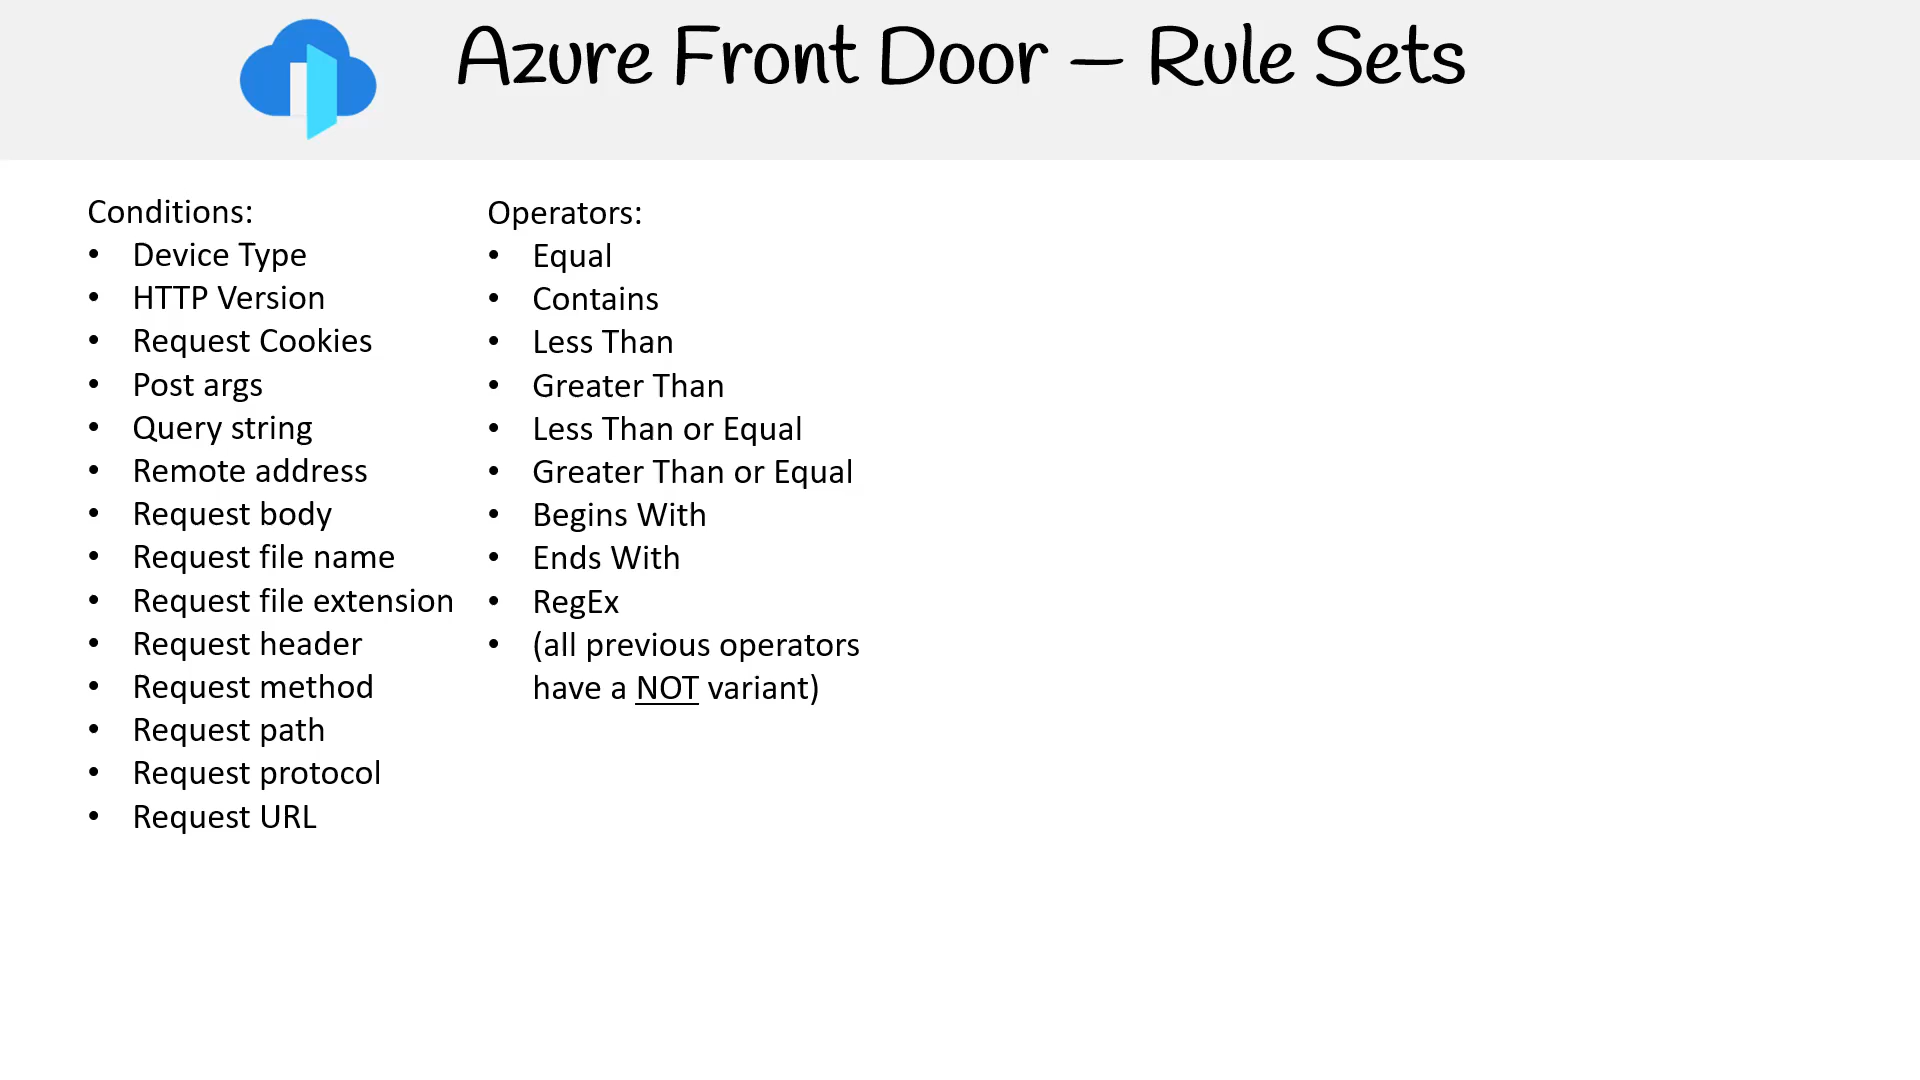 Azure Front Door – Rule Sets
Conditions:
• Device Type
• HTTP Version
• Request Cookies
• Post args
• Query string
• Remote address
• Request body
• Request file name
• Request file extension
• Request header
• Request method
• Request path
• Request protocol
• Request URL
Operators:
• Equal
• Contains
• Less Than
• Greater Than
• Less Than or Equal
• Greater Than or Equal
• Begins With
• Ends With
• RegEx
• (all previous operators
have a NOT variant)